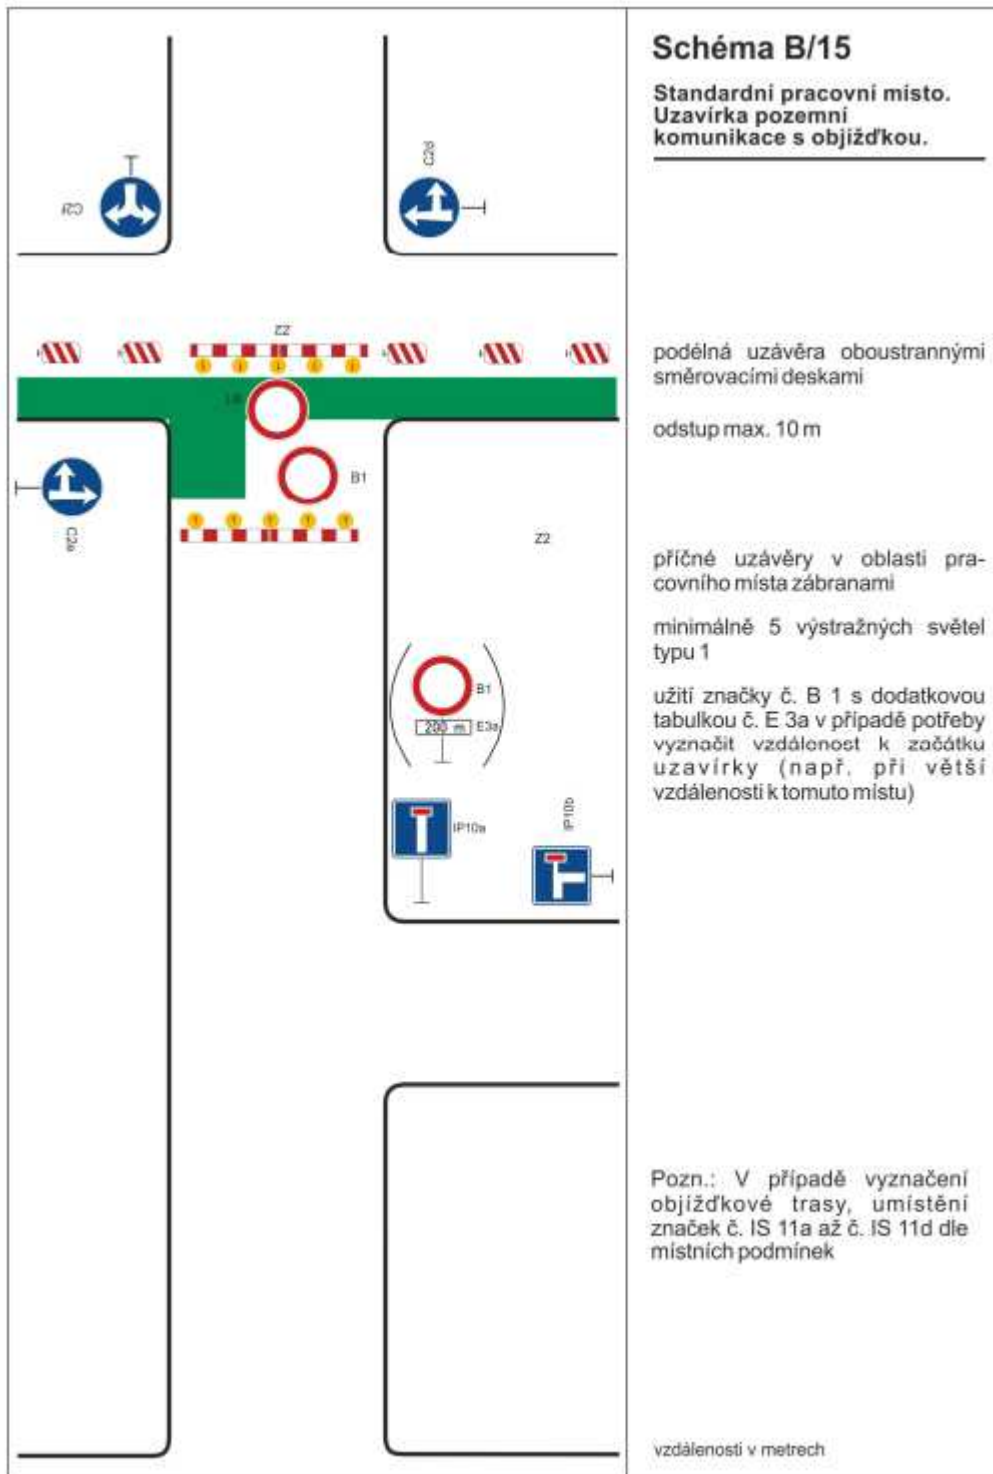 Schéma B/15
Standardní pracovní místo.
Uzavírka pozemní
komunikace s objížďkou.
C2f
C2d
Z2
podélná uzávěra oboustrannými
směrovacími deskami
odstup max. 10 m
B1
B1
C2a
Z2
příčné uzávěry v oblasti pra-
covního místa zábranami
minimálně 5 výstražných světel
typu 1
B1
200 m E3a
užití značky č. B 1 s dodatkovou
tabulkou č. E 3a v případě potřeby
vyznačit vzdálenost k začátku
uzavírky (např. při větší
vzdálenosti k tomuto místu)
IP10a
IP10b
Pozn.: V případě vyznačení
objížďkové trasy, umístění
značek č. IS 11a až č. IS 11d dle
místních podmínek
vzdálenosti v metrech